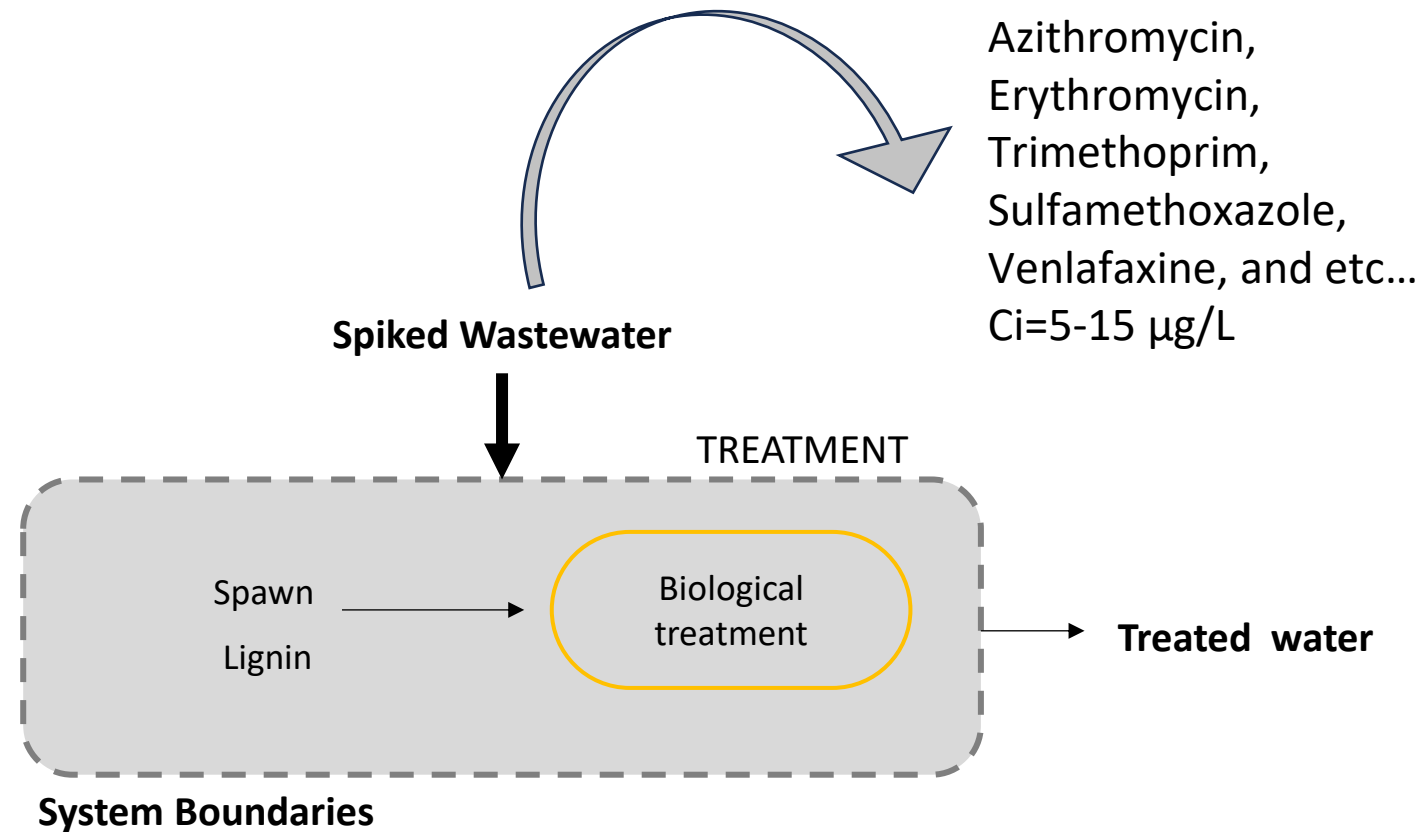 Azithromycin,
Erythromycin,
Trimethoprim,
Sulfamethoxazole,
Venlafaxine, and etc...
Ci=5-15 µg/L
Spiked Wastewater
TREATMENT
Spawn
Lignin
Biological
treatment
Treated water
System Boundaries